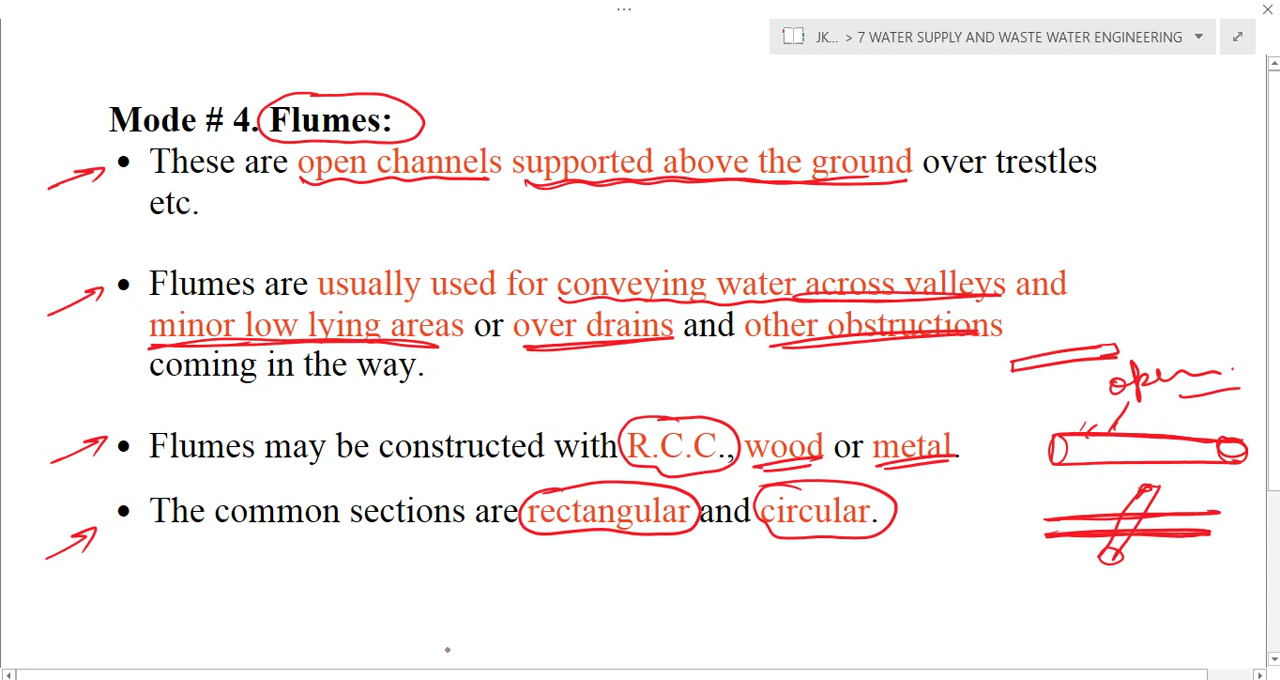 ...
JK... > 7 WATER SUPPLY AND WASTE WATER ENGINEERING
Mode # 4. Flumes:
• These are open channels supported above the ground over trestles
etc.
• Flumes are usually used for conveying water across valleys and
minor low lying areas or over drains and other obstructions
coming in the way.
open
• Flumes may be constructed with R.C.C., wood or metal.
• The common sections are rectangular and circular.